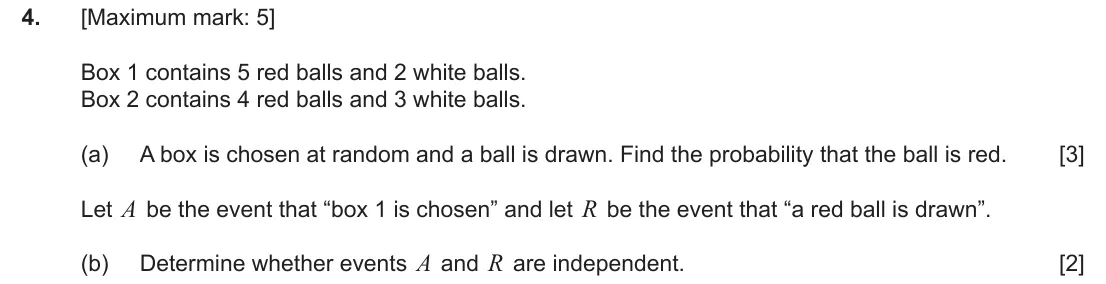 4. [Maximum mark: 5]
Box 1 contains 5 red balls and 2 white balls.
Box 2 contains 4 red balls and 3 white balls.
(a) A box is chosen at random and a ball is drawn. Find the probability that the ball is red. [3]
Let A be the event that “box 1 is chosen” and let R be the event that “a red ball is drawn”.
(b) Determine whether events A and R are independent. [2]